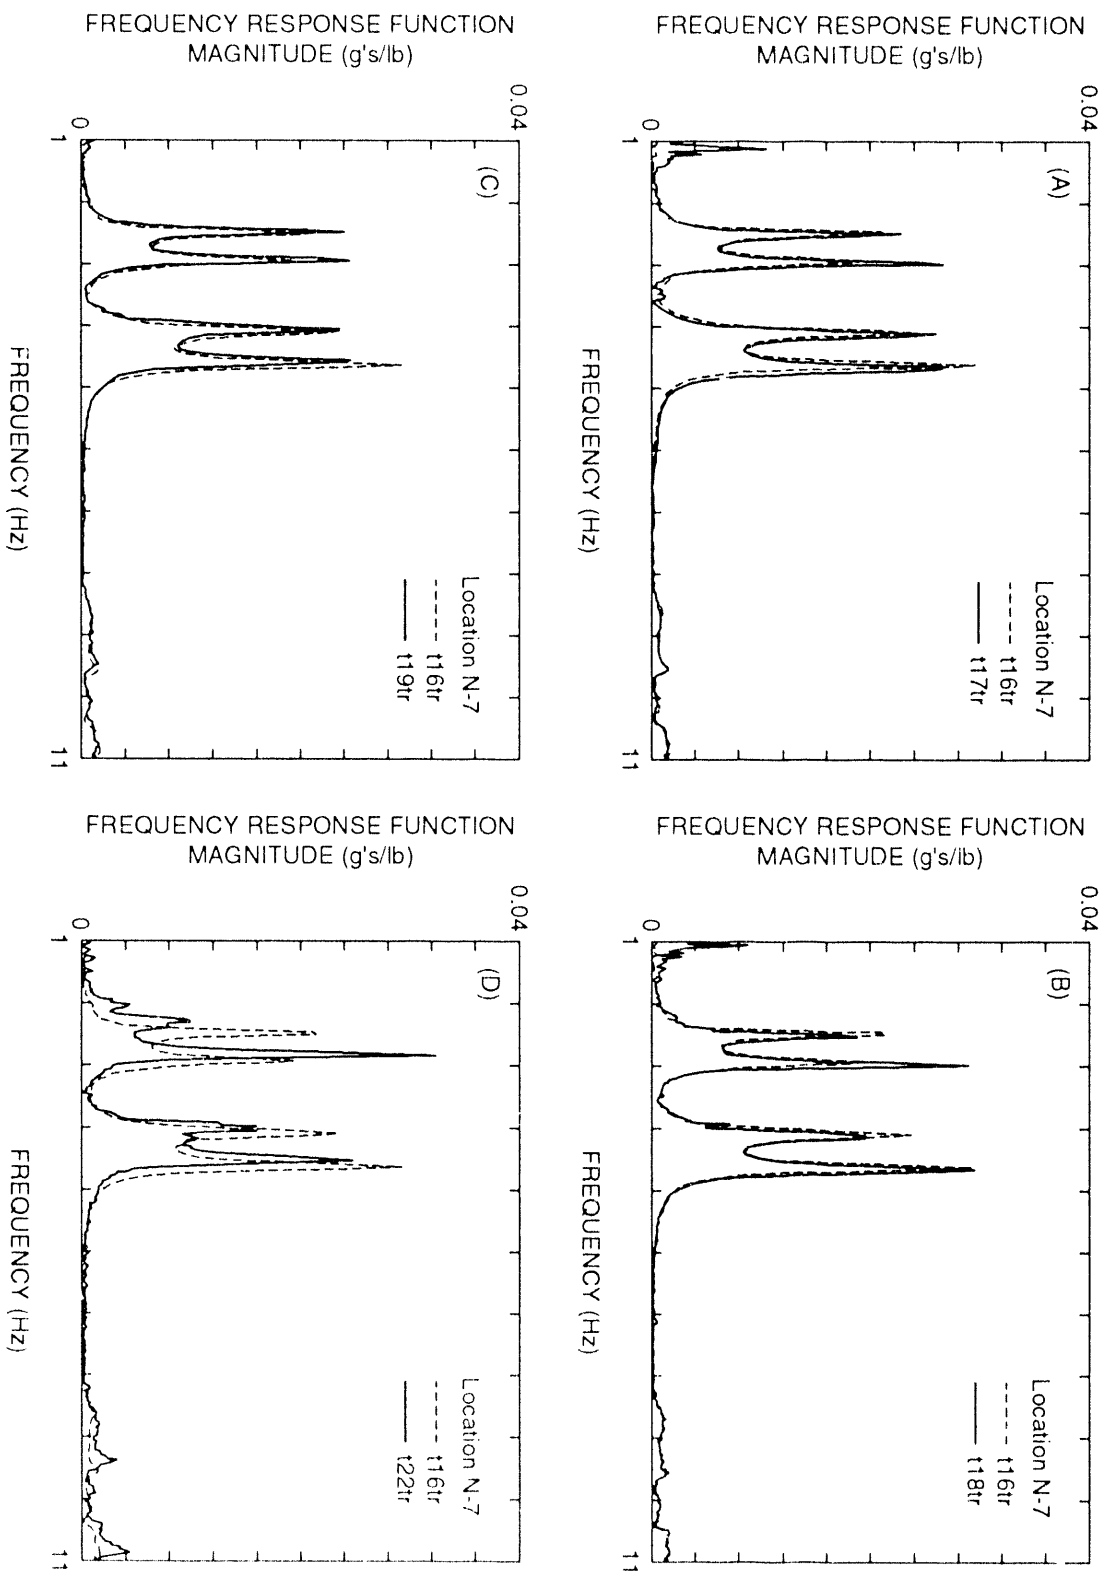 FREQUENCY RESPONSE FUNCTION
MAGNITUDE (g's/lb)
0.04
0
(A)
Location N-7
t16tr
t17tr
1
11
FREQUENCY (Hz)
FREQUENCY RESPONSE FUNCTION
MAGNITUDE (g's/lb)
0.04
0
(B)
Location N-7
t16tr
t18tr
1
11
FREQUENCY (Hz)
FREQUENCY RESPONSE FUNCTION
MAGNITUDE (g's/lb)
0.04
0
(C)
Location N-7
t16tr
t19tr
1
11
FREQUENCY (Hz)
FREQUENCY RESPONSE FUNCTION
MAGNITUDE (g's/lb)
0.04
0
(D)
Location N-7
t16tr
t22tr
1
11
FREQUENCY (Hz)